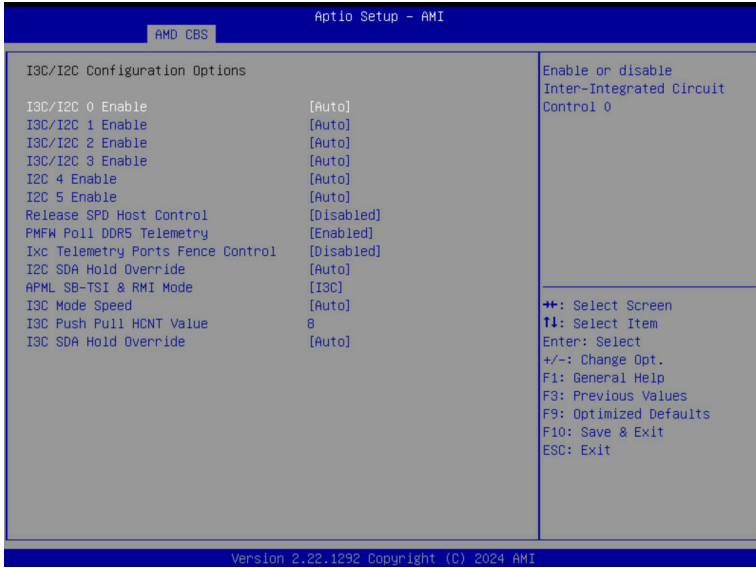 Aptio Setup - AMI
AMD CBS
I3C/I2C Configuration Options
I3C/I2C 0 Enable [Auto]
I3C/I2C 1 Enable [Auto]
I3C/I2C 2 Enable [Auto]
I3C/I2C 3 Enable [Auto]
I2C 4 Enable [Auto]
I2C 5 Enable [Auto]
Release SPD Host Control [Disabled]
PMFW Poll DDR5 Telemetry [Enabled]
Ixc Telemetry Ports Fence Control [Disabled]
I2C SDA Hold Override [Auto]
APML SB-TSI & RMI Mode [I3C]
I3C Mode Speed [Auto]
I3C Push Pull HCNT Value 8
I3C SDA Hold Override [Auto]
Enable or disable
Inter-Integrated Circuit
Control 0
→←: Select Screen
↑↓: Select Item
Enter: Select
+/-: Change Opt.
F1: General Help
F3: Previous Values
F9: Optimized Defaults
F10: Save & Exit
ESC: Exit
Version 2.22.1292 Copyright (C) 2024 AMI